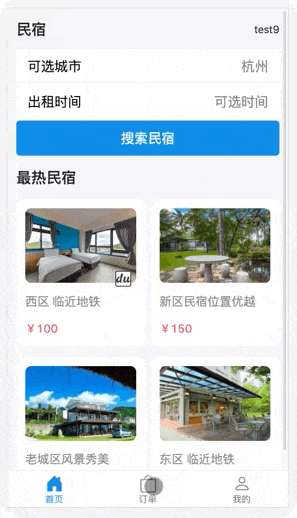 民宿 test9
可选城市 杭州
出租时间 可选时间
搜索民宿
最热民宿
du
西区 临近地铁 新区民宿位置优越
￥100 ￥150
老城区风景秀美 东区 临近地铁
首页 订单 我的